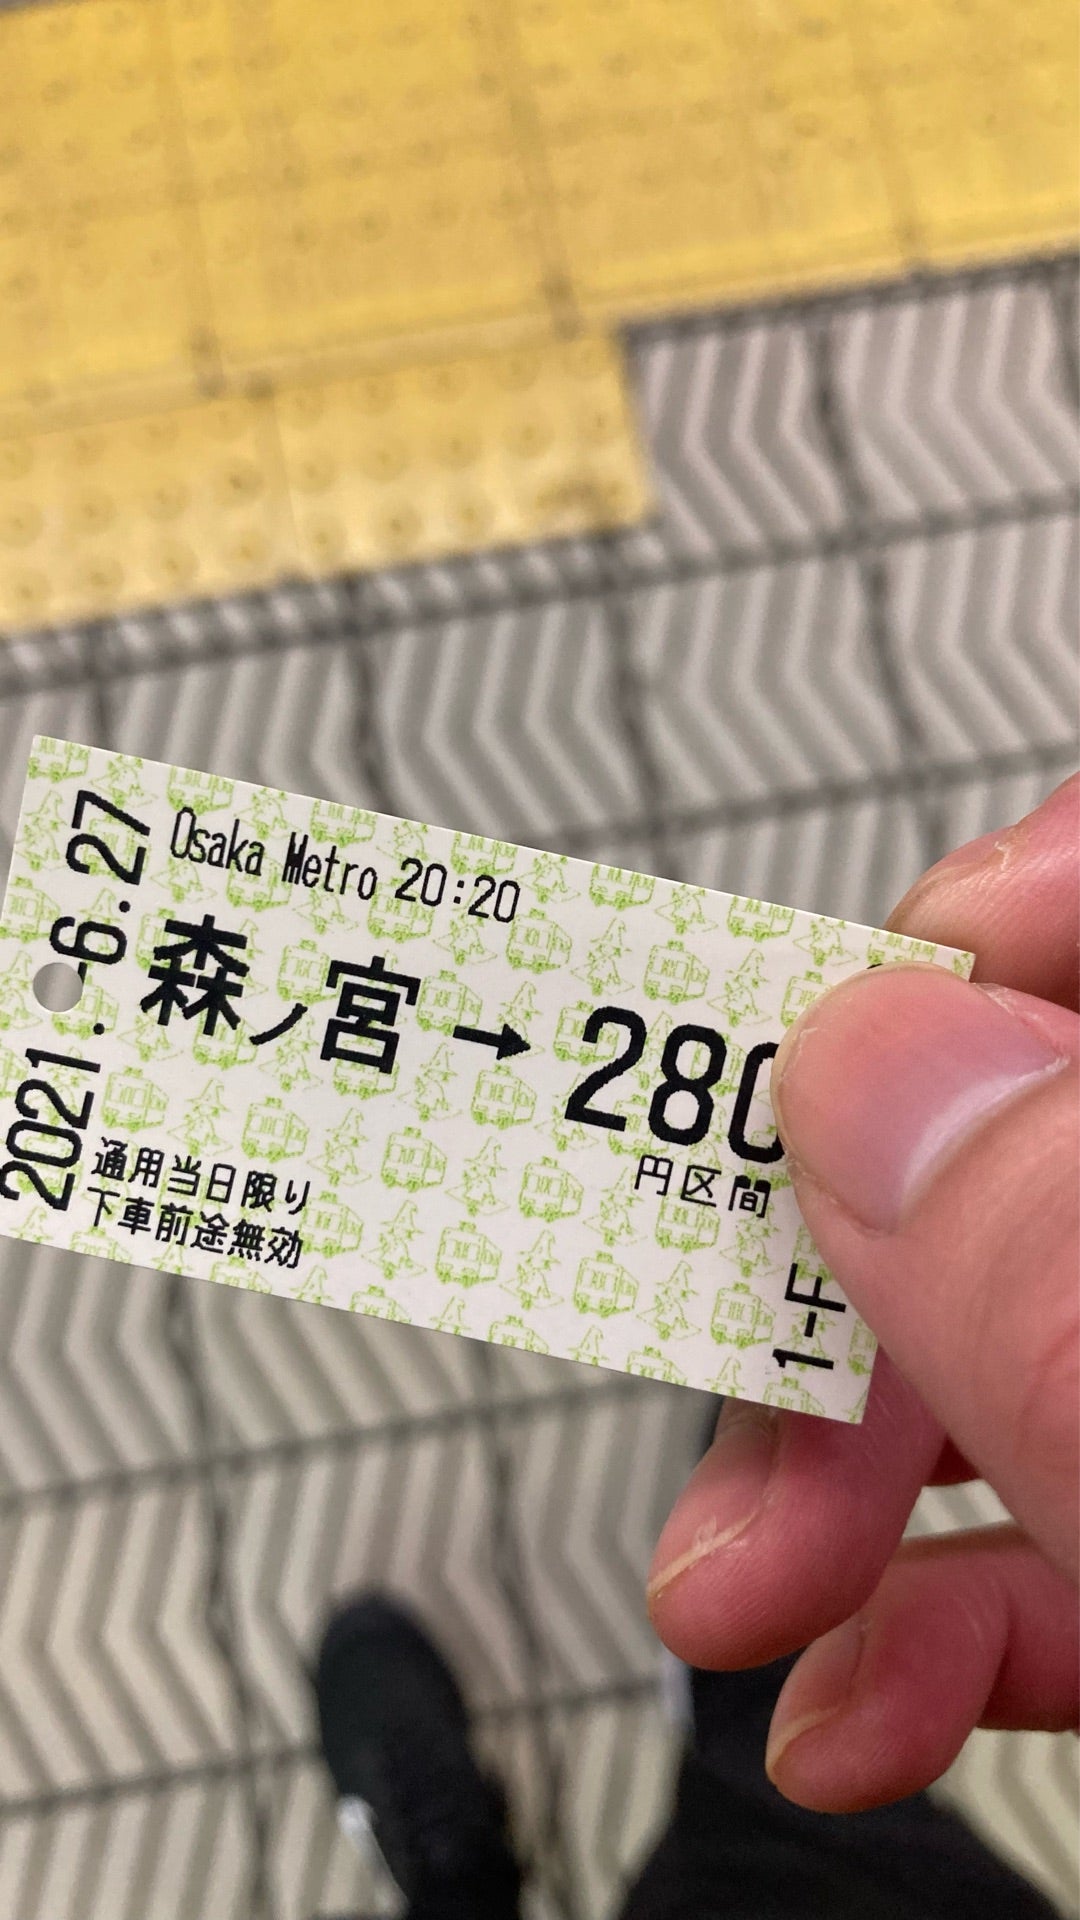 2021.-6.27
Osaka Metro 20:20
森ノ宮→280
円区間
通用当日限り
下車前途無効
1-F